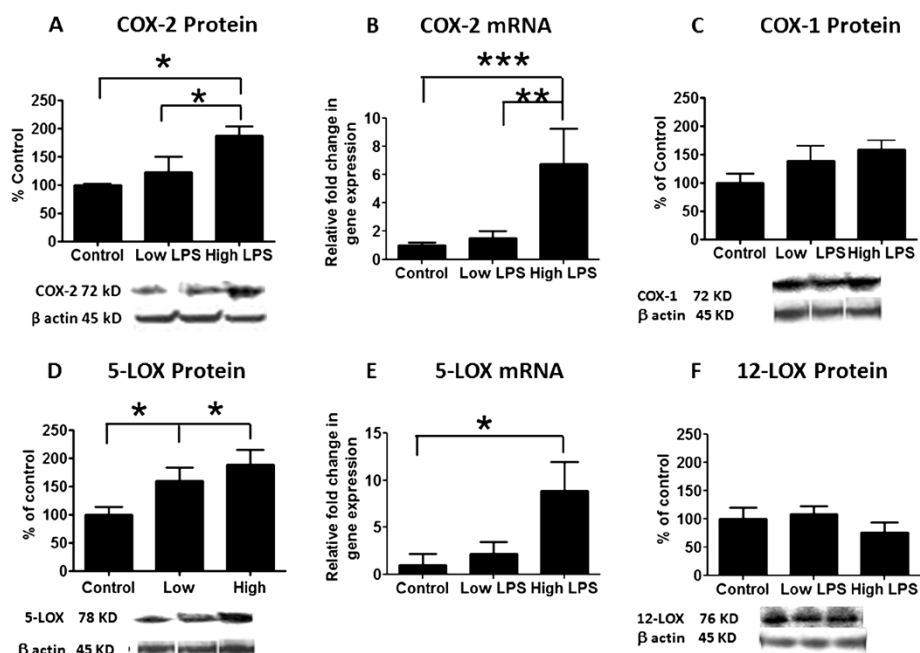 A COX-2 Protein
*
*
% Control
250
200
150
100
50
0
Control Low LPS High LPS
COX-2 72 kD
β actin 45 kD
B COX-2 mRNA
***
**
Relative fold change in
gene expression
10
8
6
4
2
0
Control Low LPS High LPS
C COX-1 Protein
% of Control
250
200
150
100
50
0
Control Low LPS High LPS
COX-1 72 KD
β actin 45 KD
D 5-LOX Protein
* *
% of control
250
200
150
100
50
0
Control Low High
5-LOX 78 KD
β actin 45 KD
E 5-LOX mRNA
*
Relative fold change in
gene expression
15
10
5
0
Control Low LPS High LPS
F 12-LOX Protein
% of control
250
200
150
100
50
0
Control Low LPS High LPS
12-LOX 76 KD
β actin 45 KD